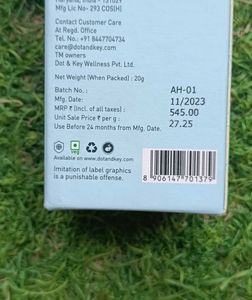 Haryana, India - 131029
Mfg Lic No- 293 COS(H)
Contact Customer Care
At Regd. Office
Tel No.: +91 8447704734
care@dotandkey.com
TM owners
Dot & Key Wellness Pvt. Ltd.
Net Weight (When Packed) : 20g
Batch No. : AH-01
Mfg. Date: 11/2023
MRP ₹ (Incl. of all taxes) : 545.00
Unit Sale Price ₹ per g : 27.25
Use Before 24 months from Mfg. Date
veg
Available on www.dotandkey.com
Imitation of label graphics
is a punishable offense.
8 906147 701379